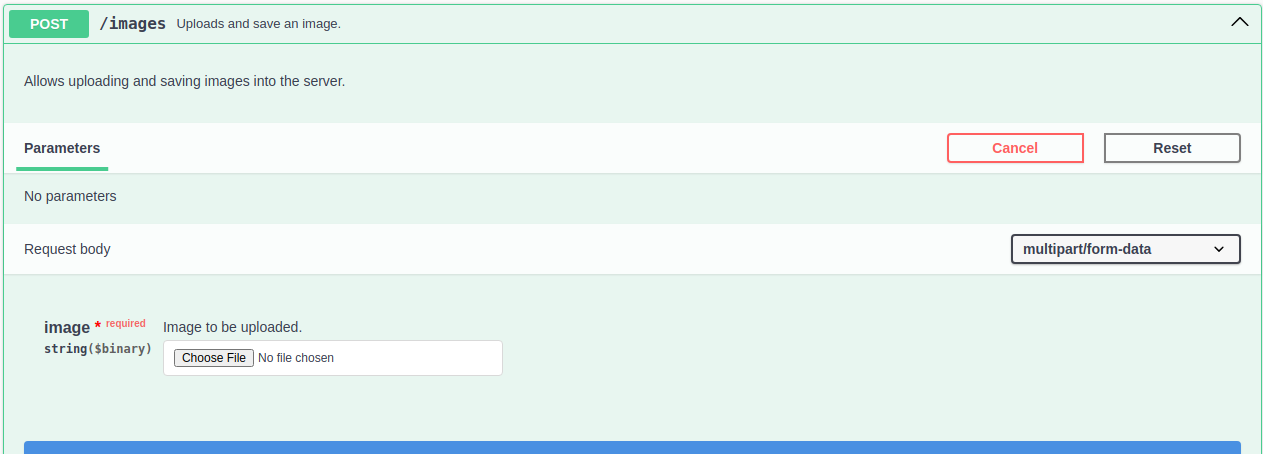 POST /images Uploads and save an image.
Allows uploading and saving images into the server.
Parameters Cancel Reset
No parameters
Request body multipart/form-data
image * required Image to be uploaded.
string($binary) Choose File No file chosen